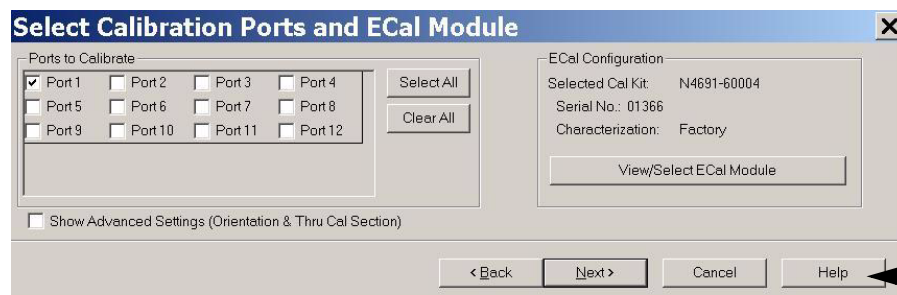 Select Calibration Ports and ECal Module
Ports to Calibrate
Port 1 Port 2 Port 3 Port 4
Port 5 Port 6 Port 7 Port 8
Port 9 Port 10 Port 11 Port 12
Select All
Clear All
ECal Configuration
Selected Cal Kit: N4691-60004
Serial No.: 01366
Characterization: Factory
View/Select ECal Module
Show Advanced Settings (Orientation & Thru Cal Section)
< Back Next > Cancel Help